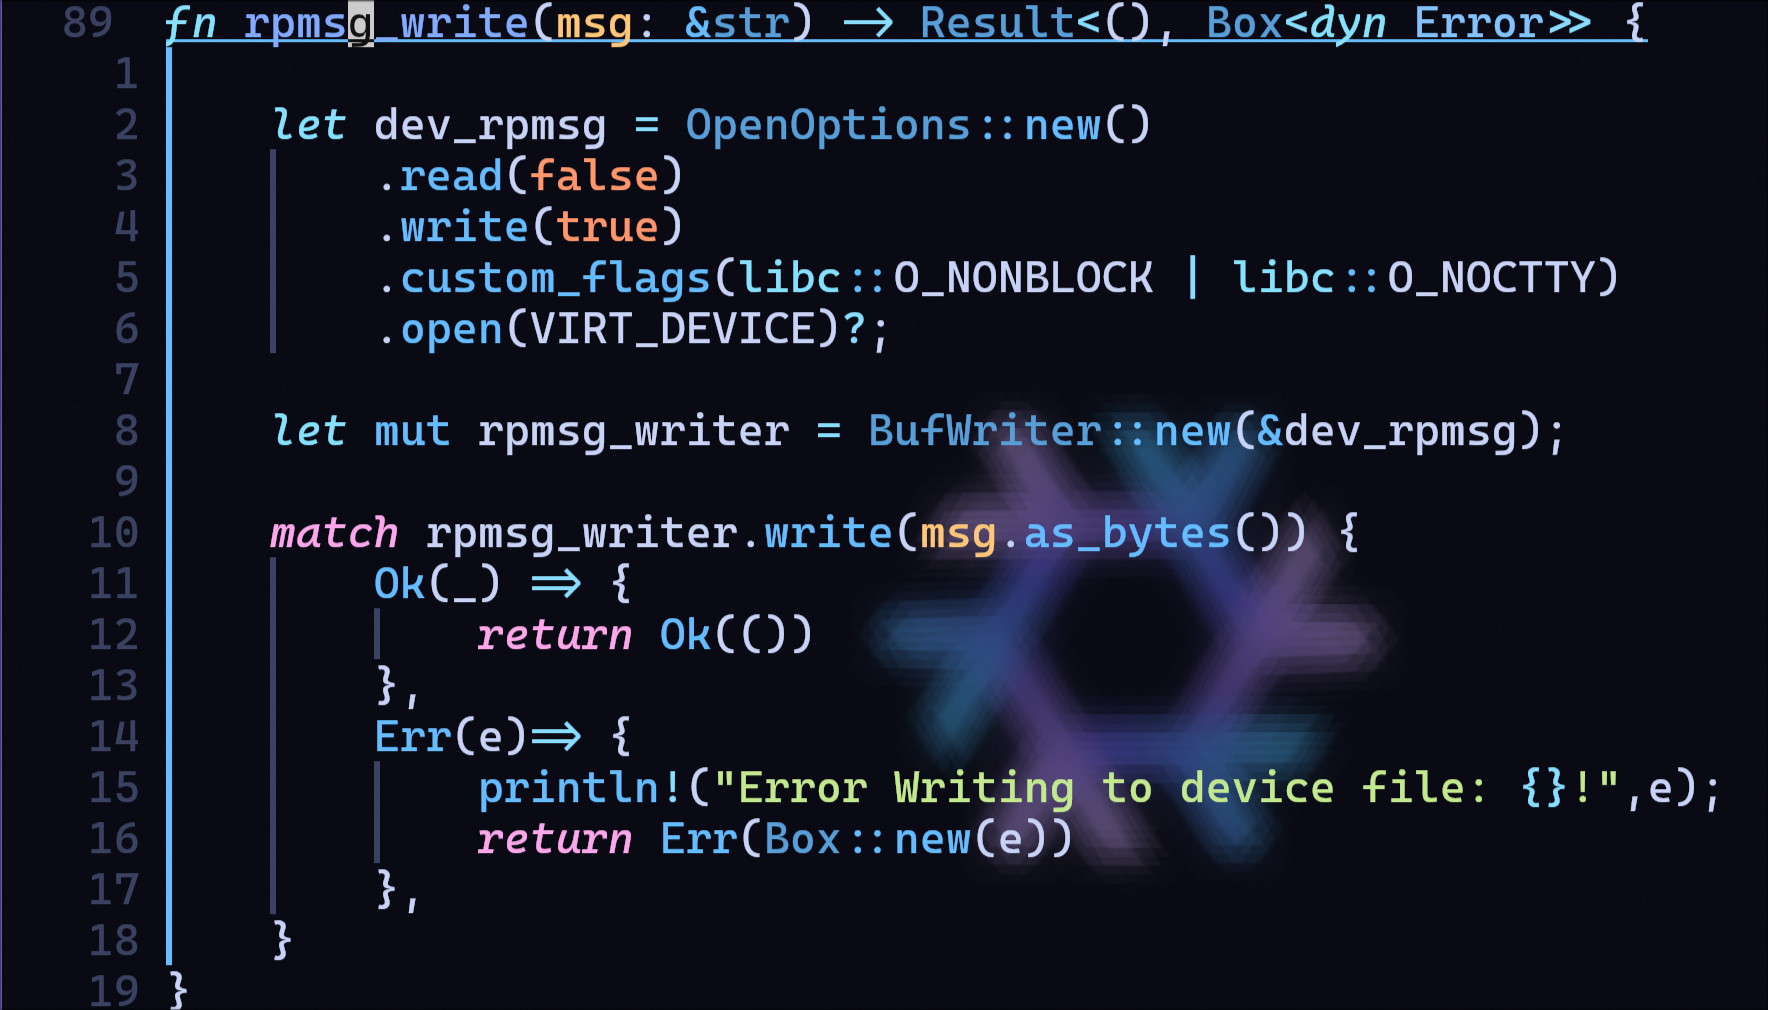 89 fn rpmsg_write(msg: &str) -> Result<(), Box<dyn Error>> {
1
2 let dev_rpmsg = OpenOptions::new()
3 .read(false)
4 .write(true)
5 .custom_flags(libc::O_NONBLOCK | libc::O_NOCTTY)
6 .open(VIRT_DEVICE)?;
7
8 let mut rpmsg_writer = BufWriter::new(&dev_rpmsg);
9
10 match rpmsg_writer.write(msg.as_bytes()) {
11 Ok(_) => {
12 return Ok(())
13 },
14 Err(e)=> {
15 println!("Error Writing to device file: {}!",e);
16 return Err(Box::new(e))
17 },
18 }
19 }